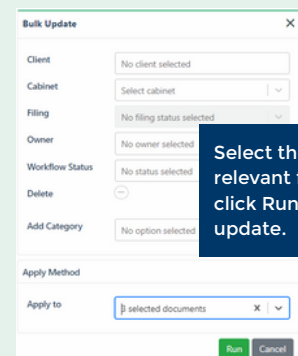 Bulk Update
Client No client selected
Cabinet Select cabinet
Filing No filing status selected
Owner No owner selected
Workflow Status No status selected
Delete
Add Category No option selected
Select th
relevant
click Run
update.
Apply Method
Apply to selected documents X
Run Cancel